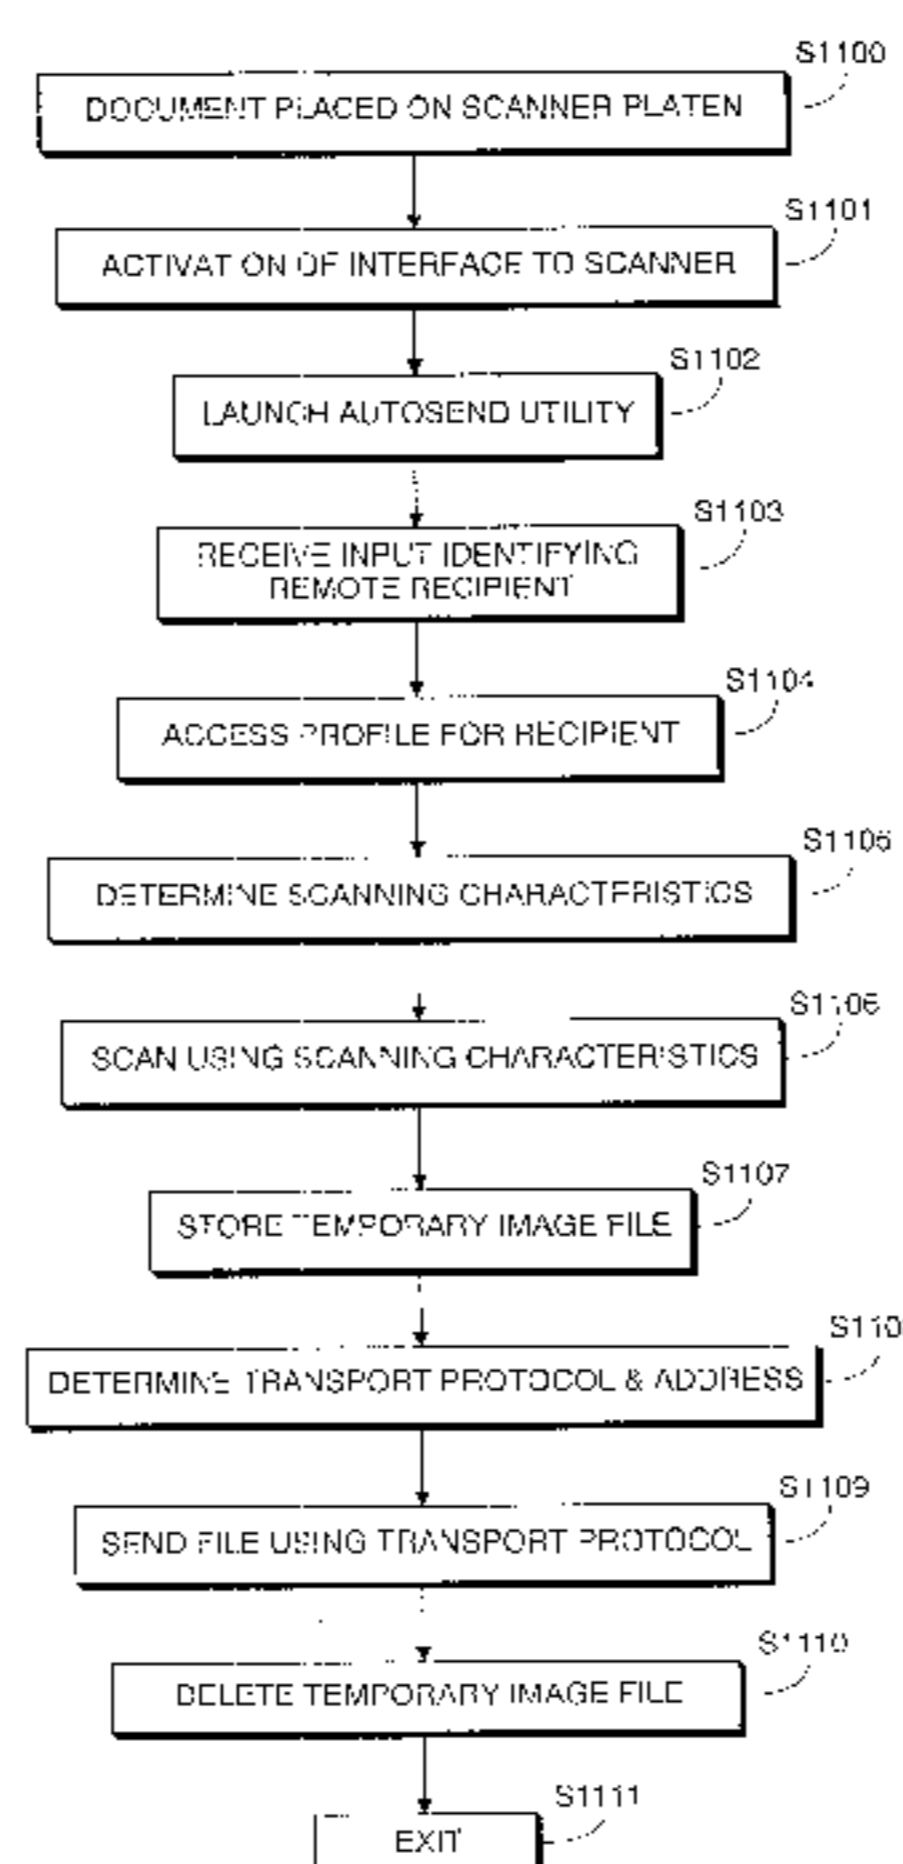 S1100
DOCUMENT PLACED ON SCANNER PLATEN
S1101
ACTIVATION OF INTERFACE TO SCANNER
S1102
LAUNCH AUTOSEND UTILITY
S1103
RECEIVE INPUT IDENTIFYING
REMOTE RECIPIENT
S1104
ACCESS PROFILE FOR RECIPIENT
S1105
DETERMINE SCANNING CHARACTERISTICS
S1106
SCAN USING SCANNING CHARACTERISTICS
S1107
STORE TEMPORARY IMAGE FILE
S110
DETERMINE TRANSPORT PROTOCOL & ADDRESS
S1109
SEND FILE USING TRANSPORT PROTOCOL
S1110
DELETE TEMPORARY IMAGE FILE
S1111
EXIT